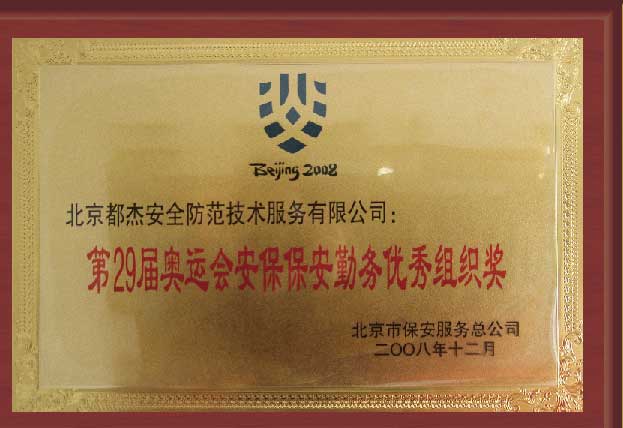 Beijing 2008
北京都杰安全防范技术服务有限公司：
第29届奥运会安保保安勤务优秀组织奖
北京市保安服务总公司
二〇〇八年十二月